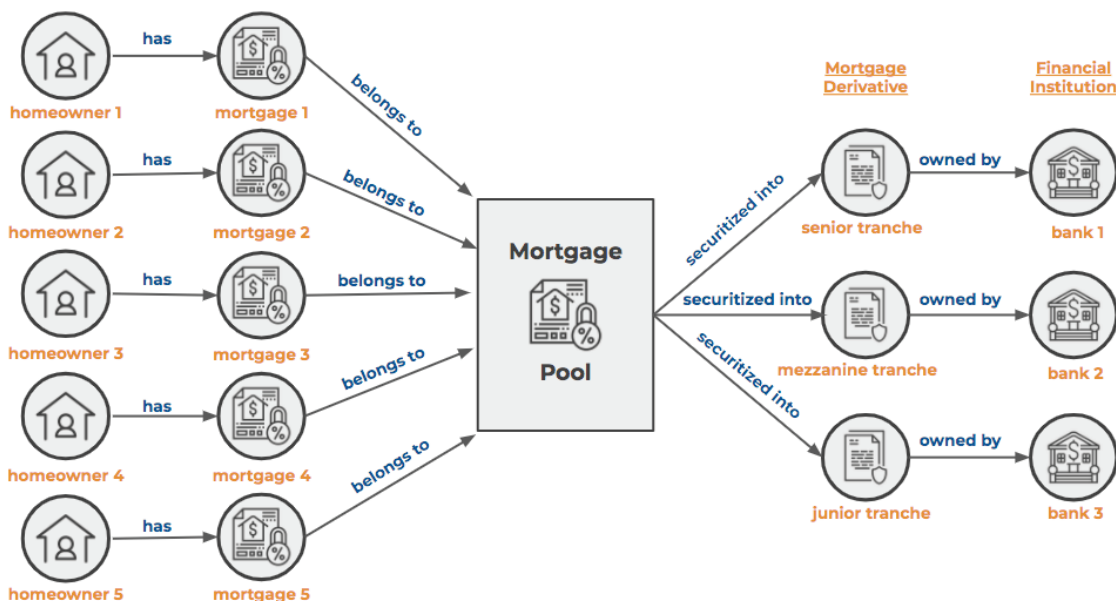 has
homeowner 1
mortgage 1
belongs to
has
homeowner 2
mortgage 2
belongs to
has
homeowner 3
mortgage 3
belongs to
has
homeowner 4
mortgage 4
belongs to
has
homeowner 5
mortgage 5
belongs to
Mortgage
$
%
Pool
Mortgage
Derivative
Financial
Institution
securitized into
senior tranche
owned by
bank 1
securitized into
mezzanine tranche
owned by
bank 2
securitized into
junior tranche
owned by
bank 3